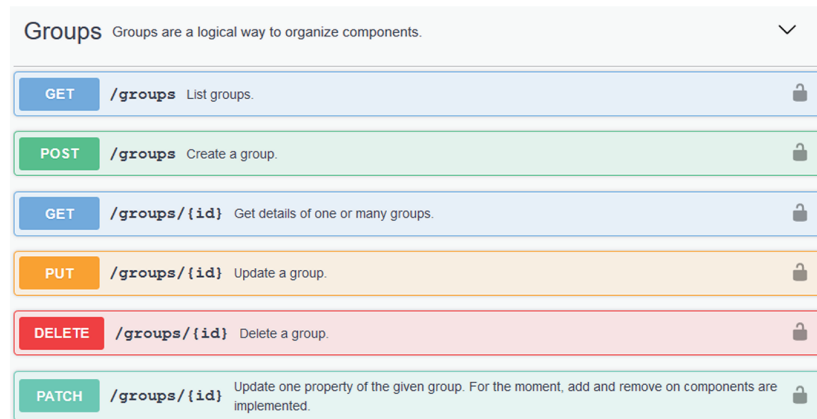 Groups Groups are a logical way to organize components.
GET /groups List groups.
POST /groups Create a group.
GET /groups/{id} Get details of one or many groups.
PUT /groups/{id} Update a group.
DELETE /groups/{id} Delete a group.
PATCH /groups/{id} Update one property of the given group. For the moment, add and remove on components are
implemented.